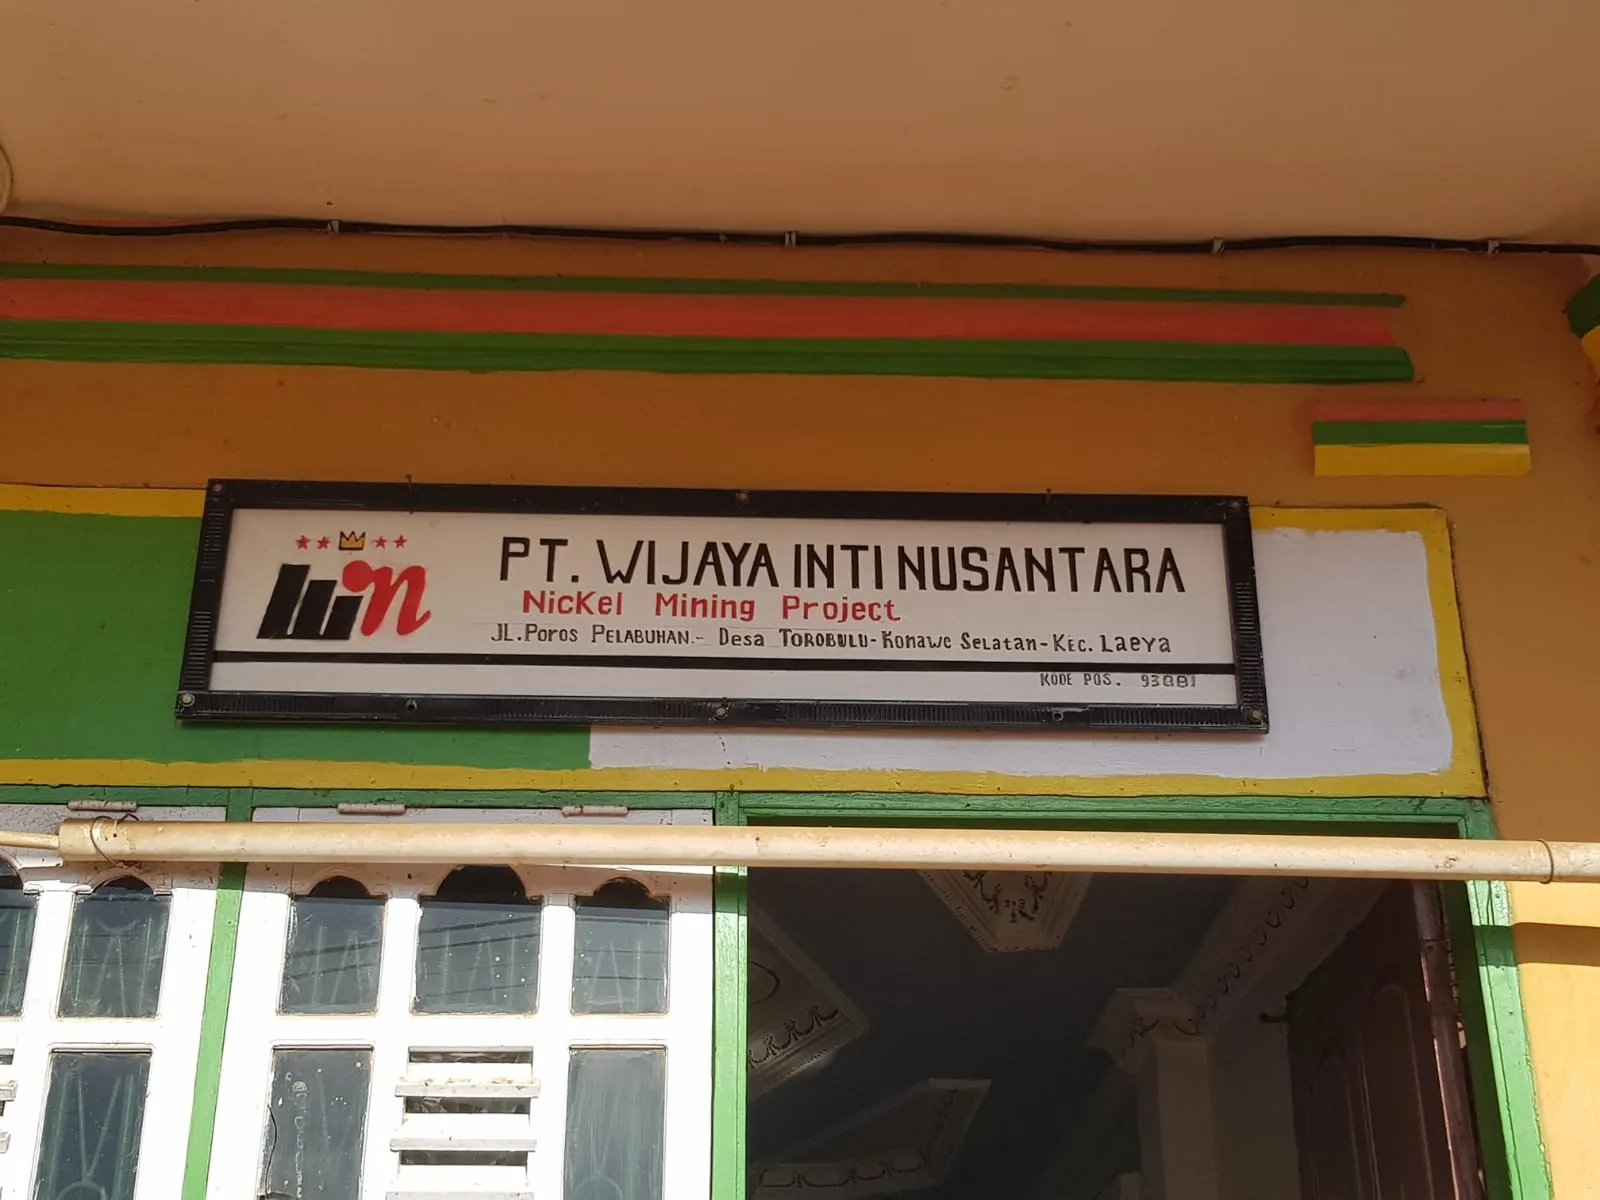 win
PT. WIJAYA INTI NUSANTARA
NicKel Mining Project
JL.Poros PELABUHAN.- Desa TOROBULU-Konawe Selatan-KEC. Laeya
KODE POS. 93881